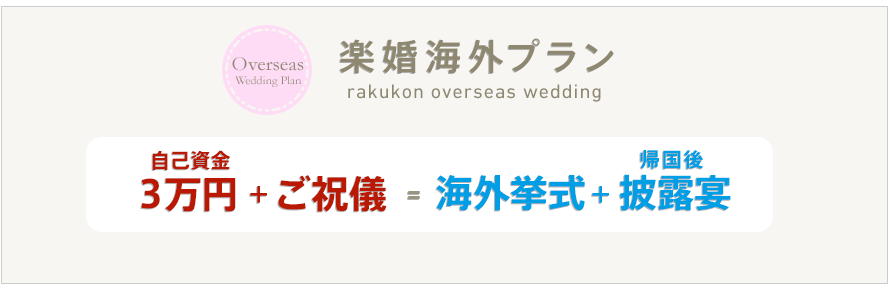 Overseas
Wedding Plan
楽婚海外プラン
rakukon overseas wedding
自己資金 帰国後
3万円 + ご祝儀 = 海外挙式 + 披露宴